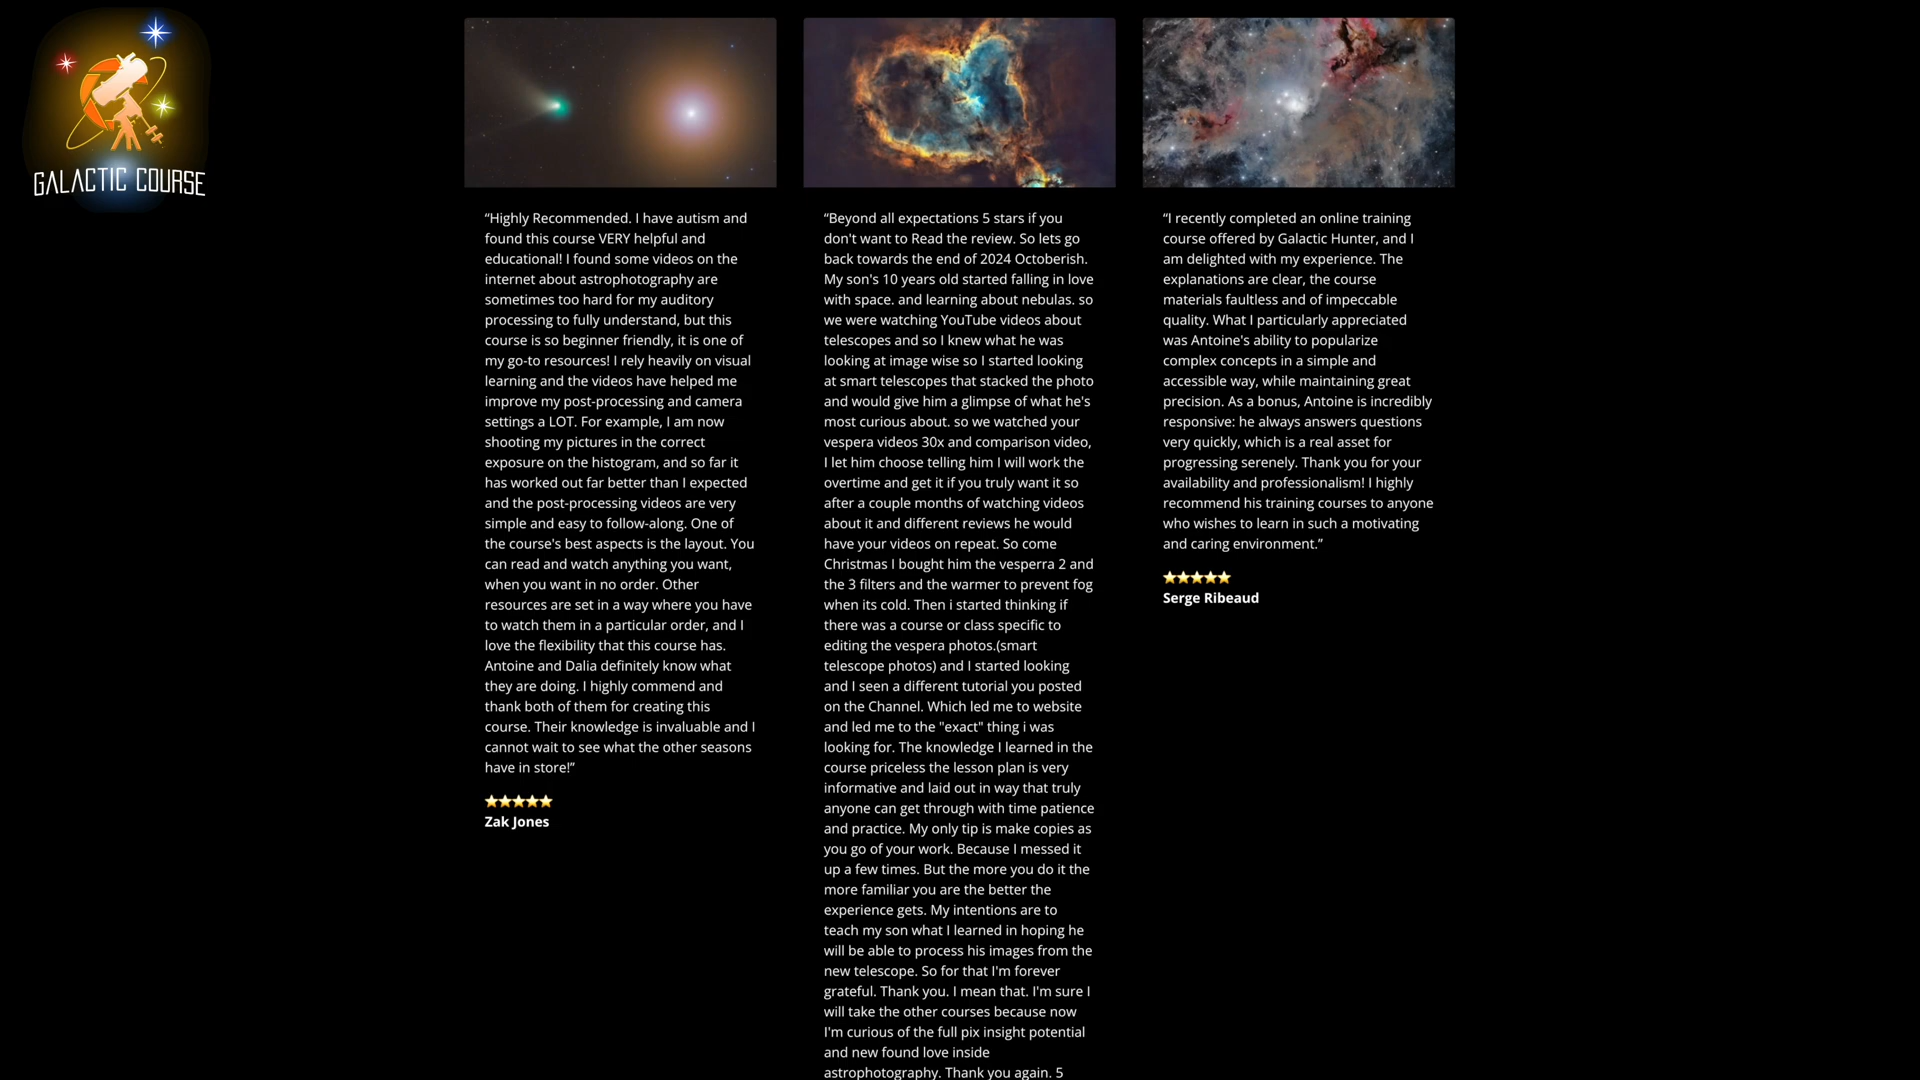 GALACTIC COURSE
“Highly Recommended. I have autism and
found this course VERY helpful and
educational! I found some videos on the
internet about astrophotography are
sometimes too hard for my auditory
processing to fully understand, but this
course is so beginner friendly, it is one of
my go-to resources! I rely heavily on visual
learning and the videos have helped me
improve my post-processing and camera
settings a LOT. For example, I am now
shooting my pictures in the correct
exposure on the histogram, and so far it
has worked out far better than I expected
and the post-processing videos are very
simple and easy to follow-along. One of
the course's best aspects is the layout. You
can read and watch anything you want,
when you want in no order. Other
resources are set in a way where you have
to watch them in a particular order, and I
love the flexibility that this course has.
Antoine and Dalia definitely know what
they are doing. I highly commend and
thank both of them for creating this
course. Their knowledge is invaluable and I
cannot wait to see what the other seasons
have in store!”
Zak Jones
“Beyond all expectations 5 stars if you
don't want to Read the review. So lets go
back towards the end of 2024 Octoberish.
My son's 10 years old started falling in love
with space. and learning about nebulas. so
we were watching YouTube videos about
telescopes and so I knew what he was
looking at image wise so I started looking
at smart telescopes that stacked the photo
and would give him a glimpse of what he's
most curious about. so we watched your
vespera videos 30x and comparison video,
I let him choose telling him I will work the
overtime and get it if you truly want it so
after a couple months of watching videos
about it and different reviews he would
have your videos on repeat. So come
Christmas I bought him the vesperra 2 and
the 3 filters and the warmer to prevent fog
when its cold. Then i started thinking if
there was a course or class specific to
editing the vespera photos.(smart
telescope photos) and I started looking
and I seen a different tutorial you posted
on the Channel. Which led me to website
and led me to the "exact" thing i was
looking for. The knowledge I learned in the
course priceless the lesson plan is very
informative and laid out in way that truly
anyone can get through with time patience
and practice. My only tip is make copies as
you go of your work. Because I messed it
up a few times. But the more you do it the
more familiar you are the better the
experience gets. My intentions are to
teach my son what I learned in hoping he
will be able to process his images from the
new telescope. So for that I'm forever
grateful. Thank you. I mean that. I'm sure I
will take the other courses because now
I'm curious of the full pix insight potential
and new found love inside
astrophotography. Thank you again. 5
“I recently completed an online training
course offered by Galactic Hunter, and I
am delighted with my experience. The
explanations are clear, the course
materials faultless and of impeccable
quality. What I particularly appreciated
was Antoine's ability to popularize
complex concepts in a simple and
accessible way, while maintaining great
precision. As a bonus, Antoine is incredibly
responsive: he always answers questions
very quickly, which is a real asset for
progressing serenely. Thank you for your
availability and professionalism! I highly
recommend his training courses to anyone
who wishes to learn in such a motivating
and caring environment.”
Serge Ribeaud